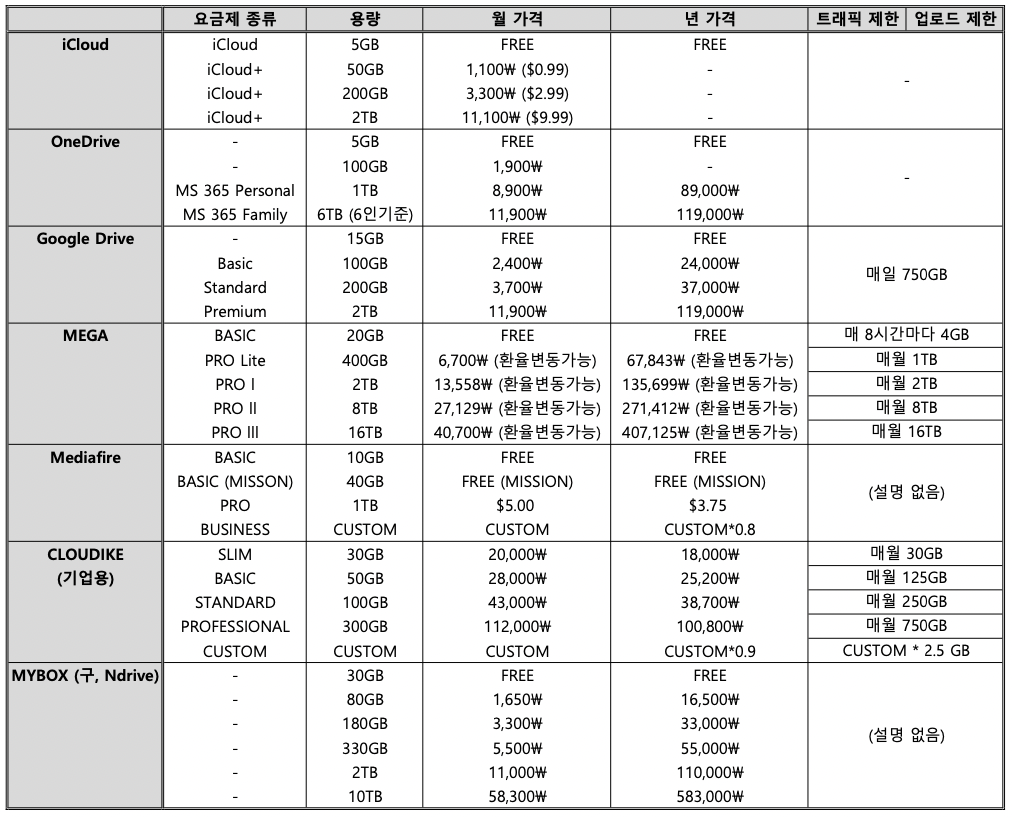 요금제 종류 용량 월 가격 년 가격 트래픽 제한 업로드 제한
iCloud iCloud 5GB FREE FREE
iCloud+ 50GB 1,100₩ ($0.99) -
iCloud+ 200GB 3,300₩ ($2.99) - -
iCloud+ 2TB 11,100₩ ($9.99) -
OneDrive - 5GB FREE FREE
- 100GB 1,900₩ - -
MS 365 Personal 1TB 8,900₩ 89,000₩
MS 365 Family 6TB (6인기준) 11,900₩ 119,000₩
Google Drive - 15GB FREE FREE
Basic 100GB 2,400₩ 24,000₩ 매일 750GB
Standard 200GB 3,700₩ 37,000₩
Premium 2TB 11,900₩ 119,000₩
MEGA BASIC 20GB FREE FREE 매 8시간마다 4GB
PRO Lite 400GB 6,700₩ (환율변동가능) 67,843₩ (환율변동가능) 매월 1TB
PRO l 2TB 13,558₩ (환율변동가능) 135,699₩ (환율변동가능) 매월 2TB
PRO ll 8TB 27,129₩ (환율변동가능) 271,412₩ (환율변동가능) 매월 8TB
PRO lll 16TB 40,700₩ (환율변동가능) 407,125₩ (환율변동가능) 매월 16TB
Mediafire BASIC 10GB FREE FREE
BASIC (MISSON) 40GB FREE (MISSION) FREE (MISSION) (설명 없음)
PRO 1TB $5.00 $3.75
BUSINESS CUSTOM CUSTOM CUSTOM*0.8
CLOUDIKE SLIM 30GB 20,000₩ 18,000₩ 매월 30GB
(기업용) BASIC 50GB 28,000₩ 25,200₩ 매월 125GB
STANDARD 100GB 43,000₩ 38,700₩ 매월 250GB
PROFESSIONAL 300GB 112,000₩ 100,800₩ 매월 750GB
CUSTOM CUSTOM CUSTOM CUSTOM*0.9 CUSTOM * 2.5 GB
MYBOX (구, Ndrive) - 30GB FREE FREE
- 80GB 1,650₩ 16,500₩
- 180GB 3,300₩ 33,000₩ (설명 없음)
- 330GB 5,500₩ 55,000₩
- 2TB 11,000₩ 110,000₩
- 10TB 58,300₩ 583,000₩